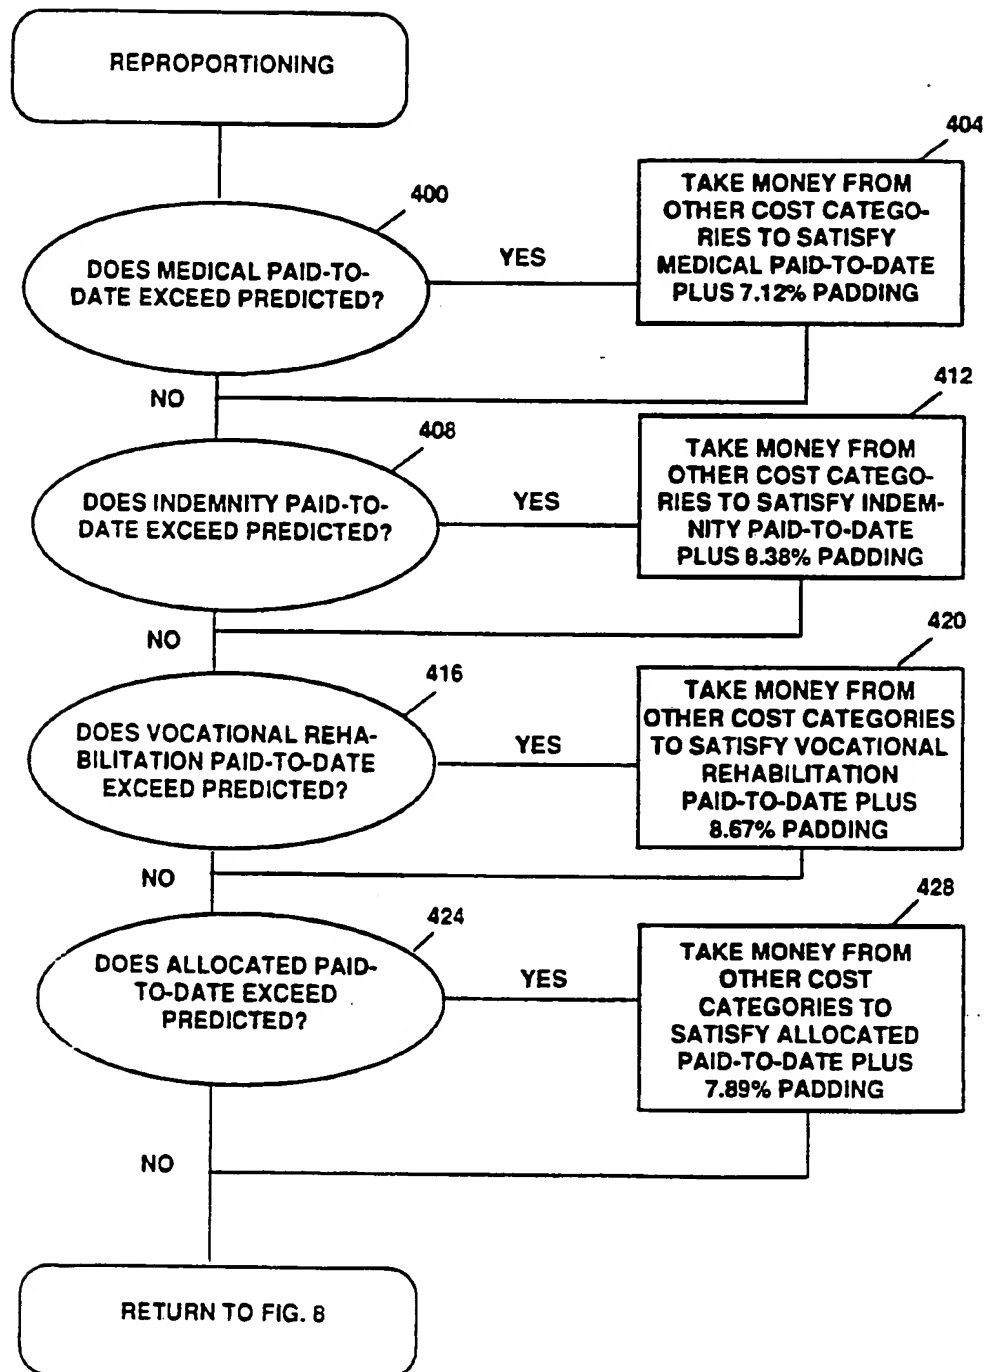 REPROPORTIONING
400
DOES MEDICAL PAID-TO-
DATE EXCEED PREDICTED?
YES
404
TAKE MONEY FROM
OTHER COST CATEGO-
RIES TO SATISFY
MEDICAL PAID-TO-DATE
PLUS 7.12% PADDING
NO
408
DOES INDEMNITY PAID-TO-
DATE EXCEED PREDICTED?
YES
412
TAKE MONEY FROM
OTHER COST CATEGO-
RIES TO SATISFY INDEM-
NITY PAID-TO-DATE
PLUS 8.38% PADDING
NO
416
DOES VOCATIONAL REHA-
BILITATION PAID-TO-DATE
EXCEED PREDICTED?
YES
420
TAKE MONEY FROM
OTHER COST CATEGORIES
TO SATISFY VOCATIONAL
REHABILITATION
PAID-TO-DATE PLUS
8.67% PADDING
NO
424
DOES ALLOCATED PAID-
TO-DATE EXCEED
PREDICTED?
YES
428
TAKE MONEY FROM
OTHER COST
CATEGORIES TO
SATISFY ALLOCATED
PAID-TO-DATE PLUS
7.89% PADDING
NO
RETURN TO FIG. 8